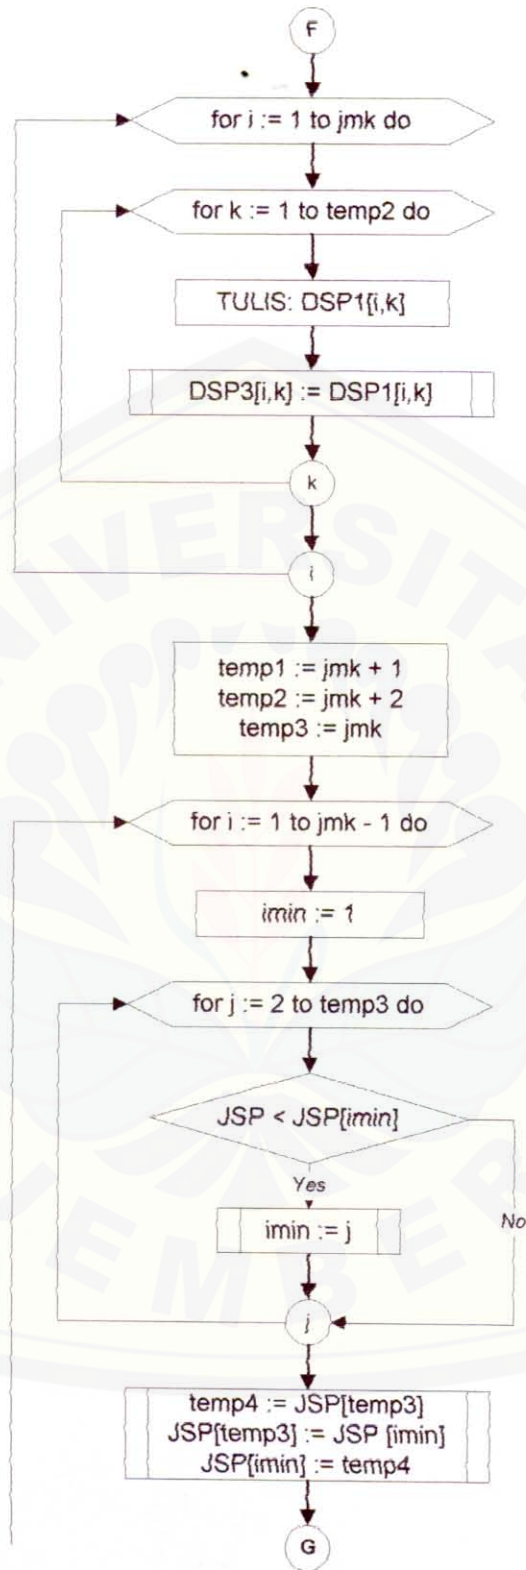 F
for i := 1 to jmk do
for k := 1 to temp2 do
TULIS: DSP1[i,k]
DSP3[i,k] := DSP1[i,k]
k
i
temp1 := jmk + 1
temp2 := jmk + 2
temp3 := jmk
for i := 1 to jmk - 1 do
imin := 1
for j := 2 to temp3 do
JSP < JSP[imin]
Yes
No
imin := j
j
temp4 := JSP[temp3]
JSP[temp3] := JSP [imin]
JSP[imin] := temp4
G